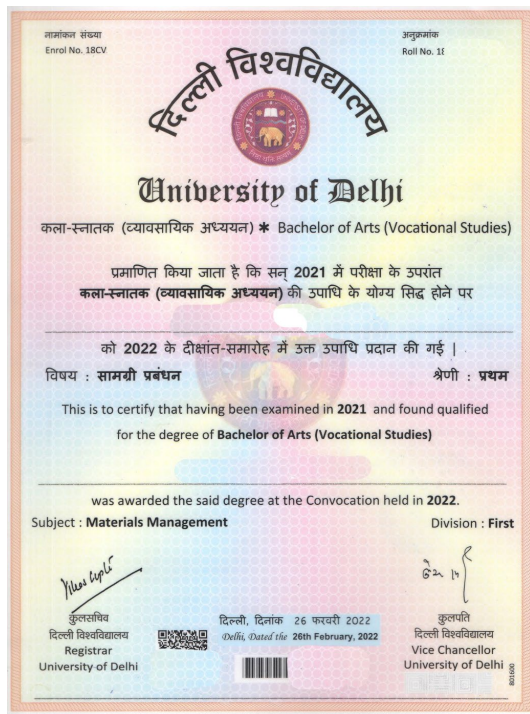 नामांकन संख्या
Enrol No. 18CV
अनुक्रमांक
Roll No. 18
दिल्ली विश्वविद्यालय
University of Delhi
कला-स्नातक (व्यावसायिक अध्ययन) ✱ Bachelor of Arts (Vocational Studies)
प्रमाणित किया जाता है कि सन् 2021 में परीक्षा के उपरांत
कला-स्नातक (व्यावसायिक अध्ययन) की उपाधि के योग्य सिद्ध होने पर
को 2022 के दीक्षांत-समारोह में उक्त उपाधि प्रदान की गई |
विषय : सामग्री प्रबंधन
श्रेणी : प्रथम
This is to certify that having been examined in 2021 and found qualified
for the degree of Bachelor of Arts (Vocational Studies)
was awarded the said degree at the Convocation held in 2022.
Subject : Materials Management
Division : First
कुलसचिव
दिल्ली विश्वविद्यालय
Registrar
University of Delhi
दिल्ली, दिनांक 26 फरवरी 2022
Delhi, Dated the 26th February, 2022
कुलपति
दिल्ली विश्वविद्यालय
Vice Chancellor
University of Delhi
801600